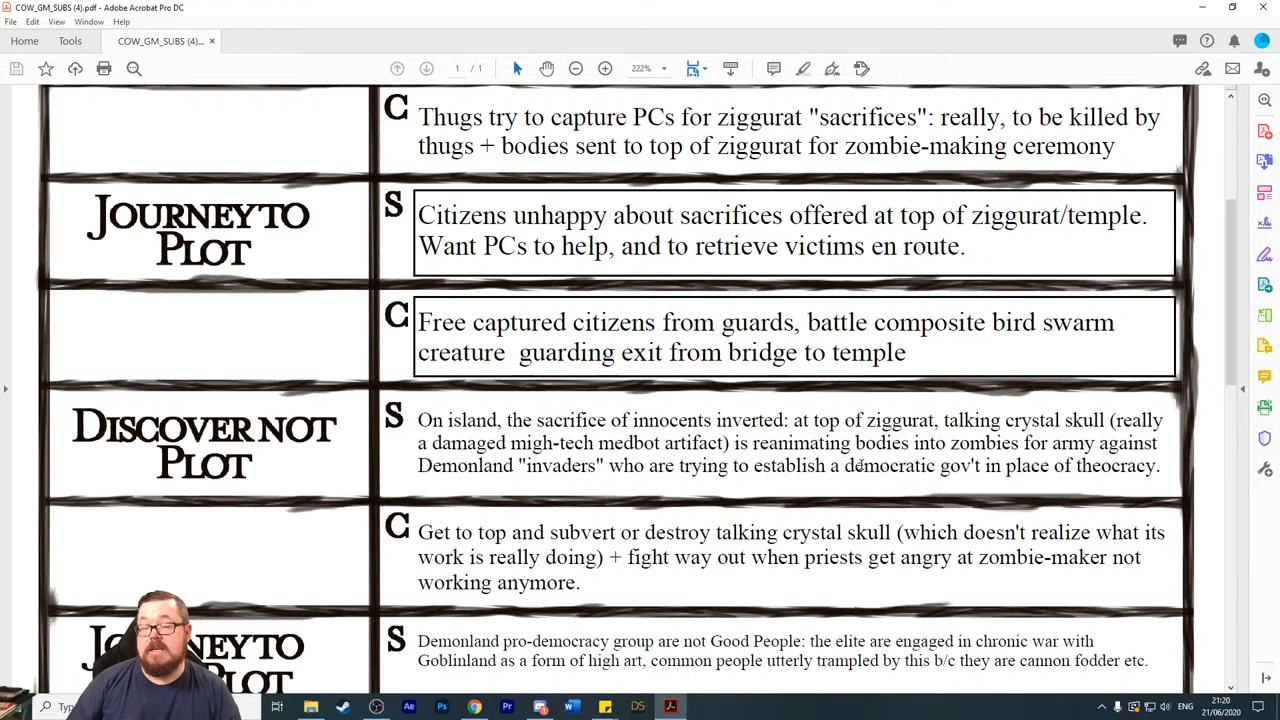 COW_GM_SUBS (4).pdf - Adobe Acrobat Pro DC
File Edit View Window Help
Home Tools COW_GM_SUBS (4)... ×
1 / 1 222%
C Thugs try to capture PCs for ziggurat "sacrifices": really, to be killed by
thugs + bodies sent to top of ziggurat for zombie-making ceremony
JOURNEY TO
PLOT
S Citizens unhappy about sacrifices offered at top of ziggurat/temple.
Want PCs to help, and to retrieve victims en route.
C Free captured citizens from guards, battle composite bird swarm
creature guarding exit from bridge to temple
DISCOVER NOT
PLOT
S On island, the sacrifice of innocents inverted: at top of ziggurat, talking crystal skull (really
a damaged migh-tech medbot artifact) is reanimating bodies into zombies for army against
Demonland "invaders" who are trying to establish a democratic gov't in place of theocracy.
C Get to top and subvert or destroy talking crystal skull (which doesn't realize what its
work is really doing) + fight way out when priests get angry at zombie-maker not
working anymore.
S Demonland pro-democracy group are not Good People: the elite are engaged in chronic war with
Goblinland as a form of high art, common people utterly trampled by this b/c they are cannon fodder etc.
TO
Ae Ps Pr DS
21:20
21/06/2020